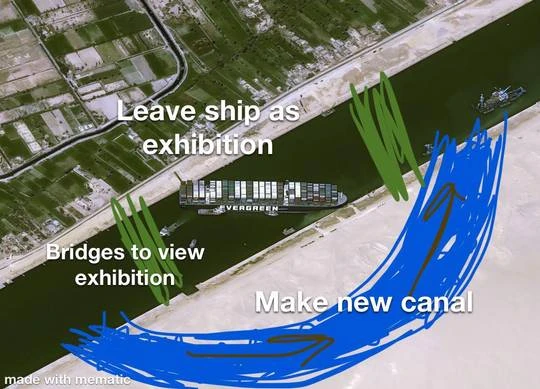 Leave ship as
exhibition
EVERGREEN
Bridges to view
exhibition
Make new canal
made with mematic